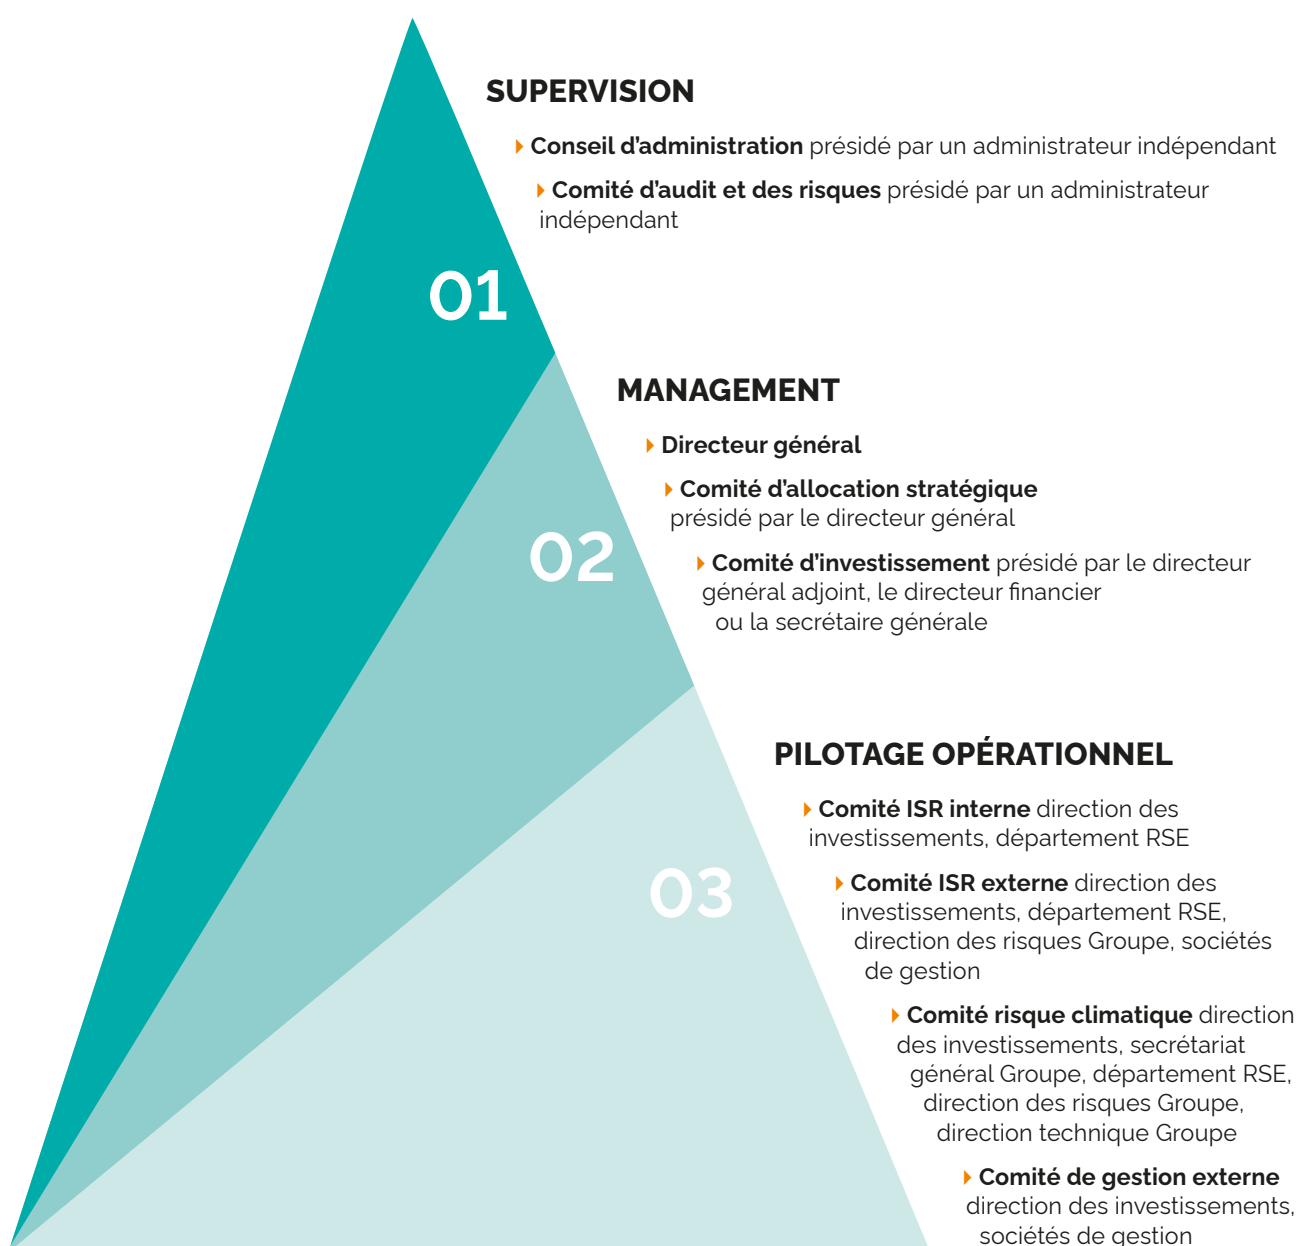 SUPERVISION
Conseil d'administration présidé par un administrateur indépendant
Comité d'audit et des risques présidé par un administrateur
indépendant
01
MANAGEMENT
Directeur général
Comité d'allocation stratégique
présidé par le directeur général
02
Comité d'investissement présidé par le directeur
général adjoint, le directeur financier
ou la secrétaire générale
PILOTAGE OPÉRATIONNEL
Comité ISR interne direction des
investissements, département RSE
03
Comité ISR externe direction des
investissements, département RSE,
direction des risques Groupe, sociétés
de gestion
Comité risque climatique direction
des investissements, secrétariat
général Groupe, département RSE,
direction des risques Groupe,
direction technique Groupe
Comité de gestion externe
direction des investissements,
sociétés de gestion